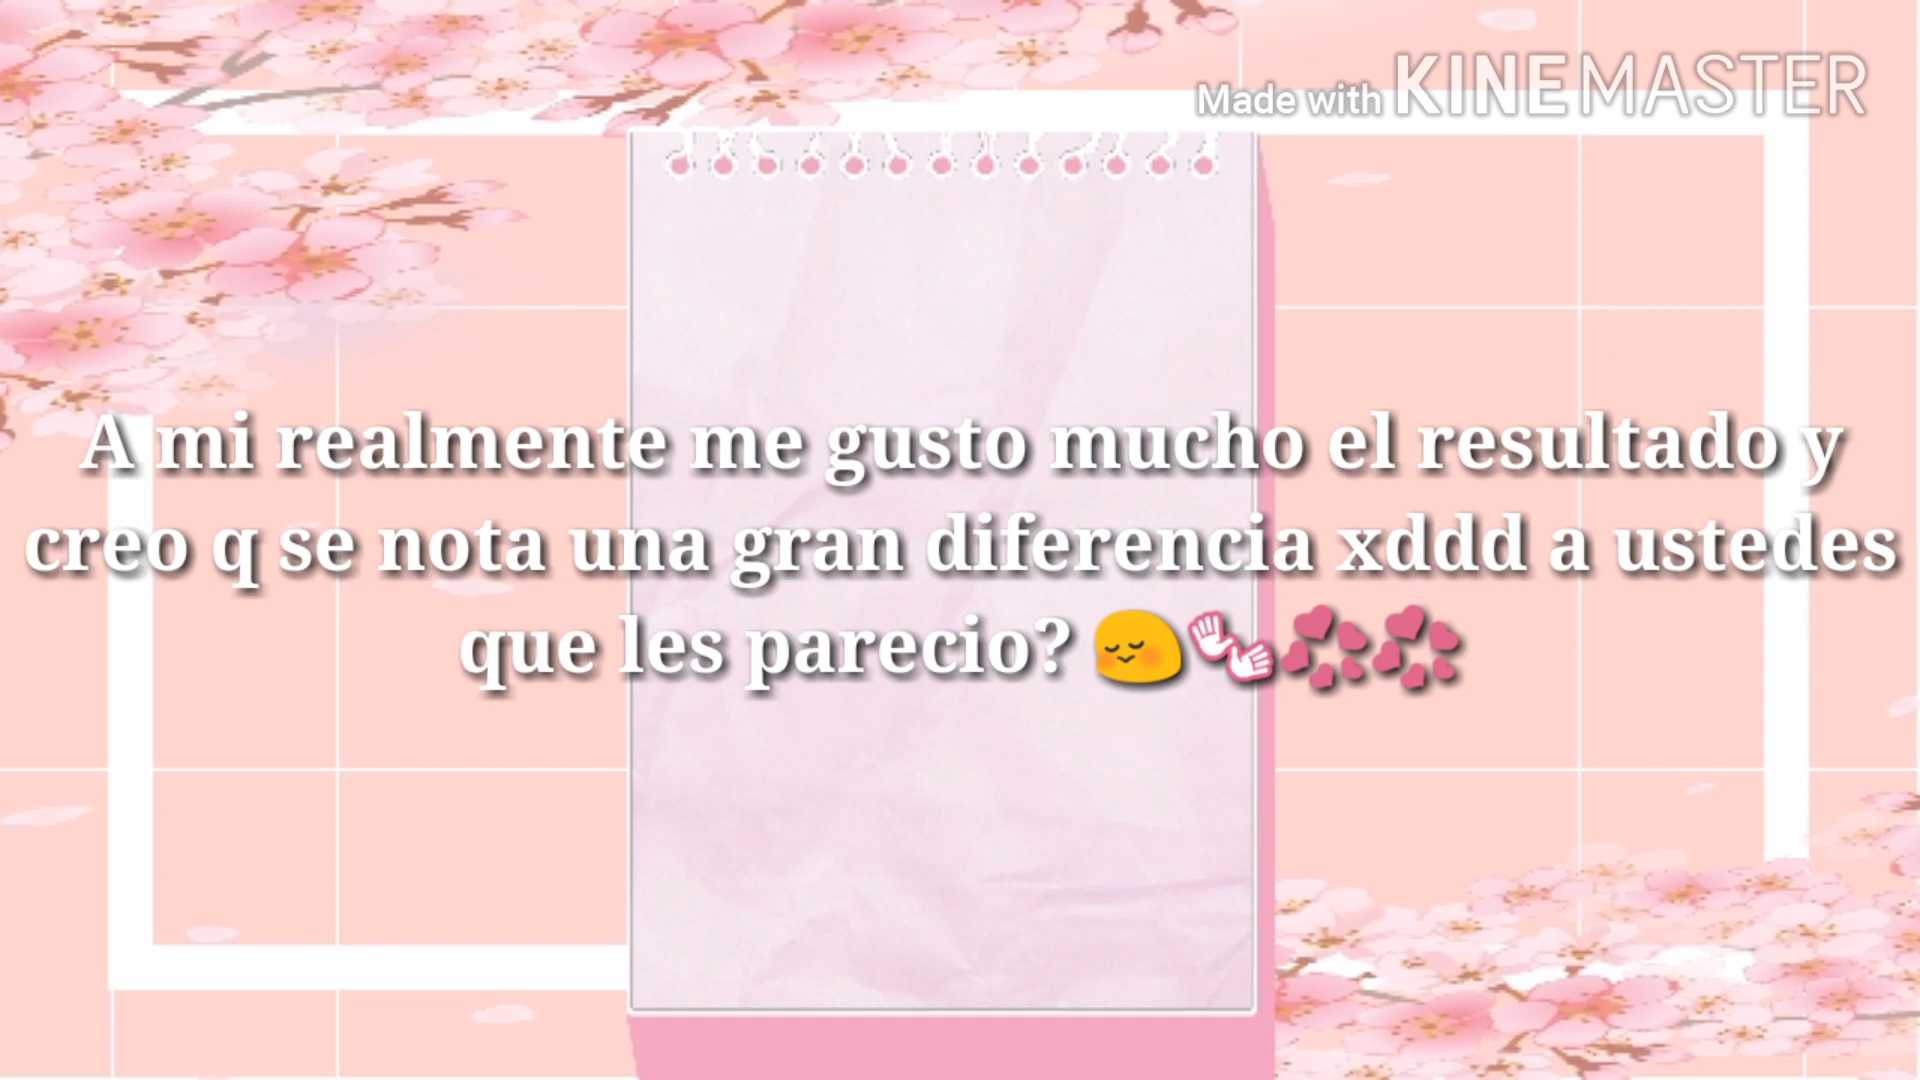 Made with KINEMASTER
A mi realmente me gusto mucho el resultado y
creo q se nota una gran diferencia xddd a ustedes
que les parecio? 😌👐💞💞